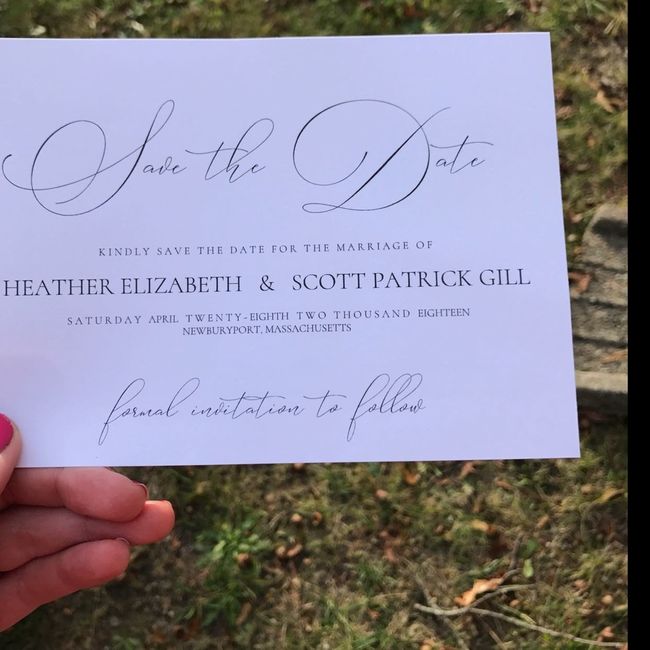 Save the Date
KINDLY SAVE THE DATE FOR THE MARRIAGE OF
HEATHER ELIZABETH & SCOTT PATRICK GILL
SATURDAY APRIL TWENTY-EIGHTH TWO THOUSAND EIGHTEEN
NEWBURYPORT, MASSACHUSETTS
formal invitation to follow